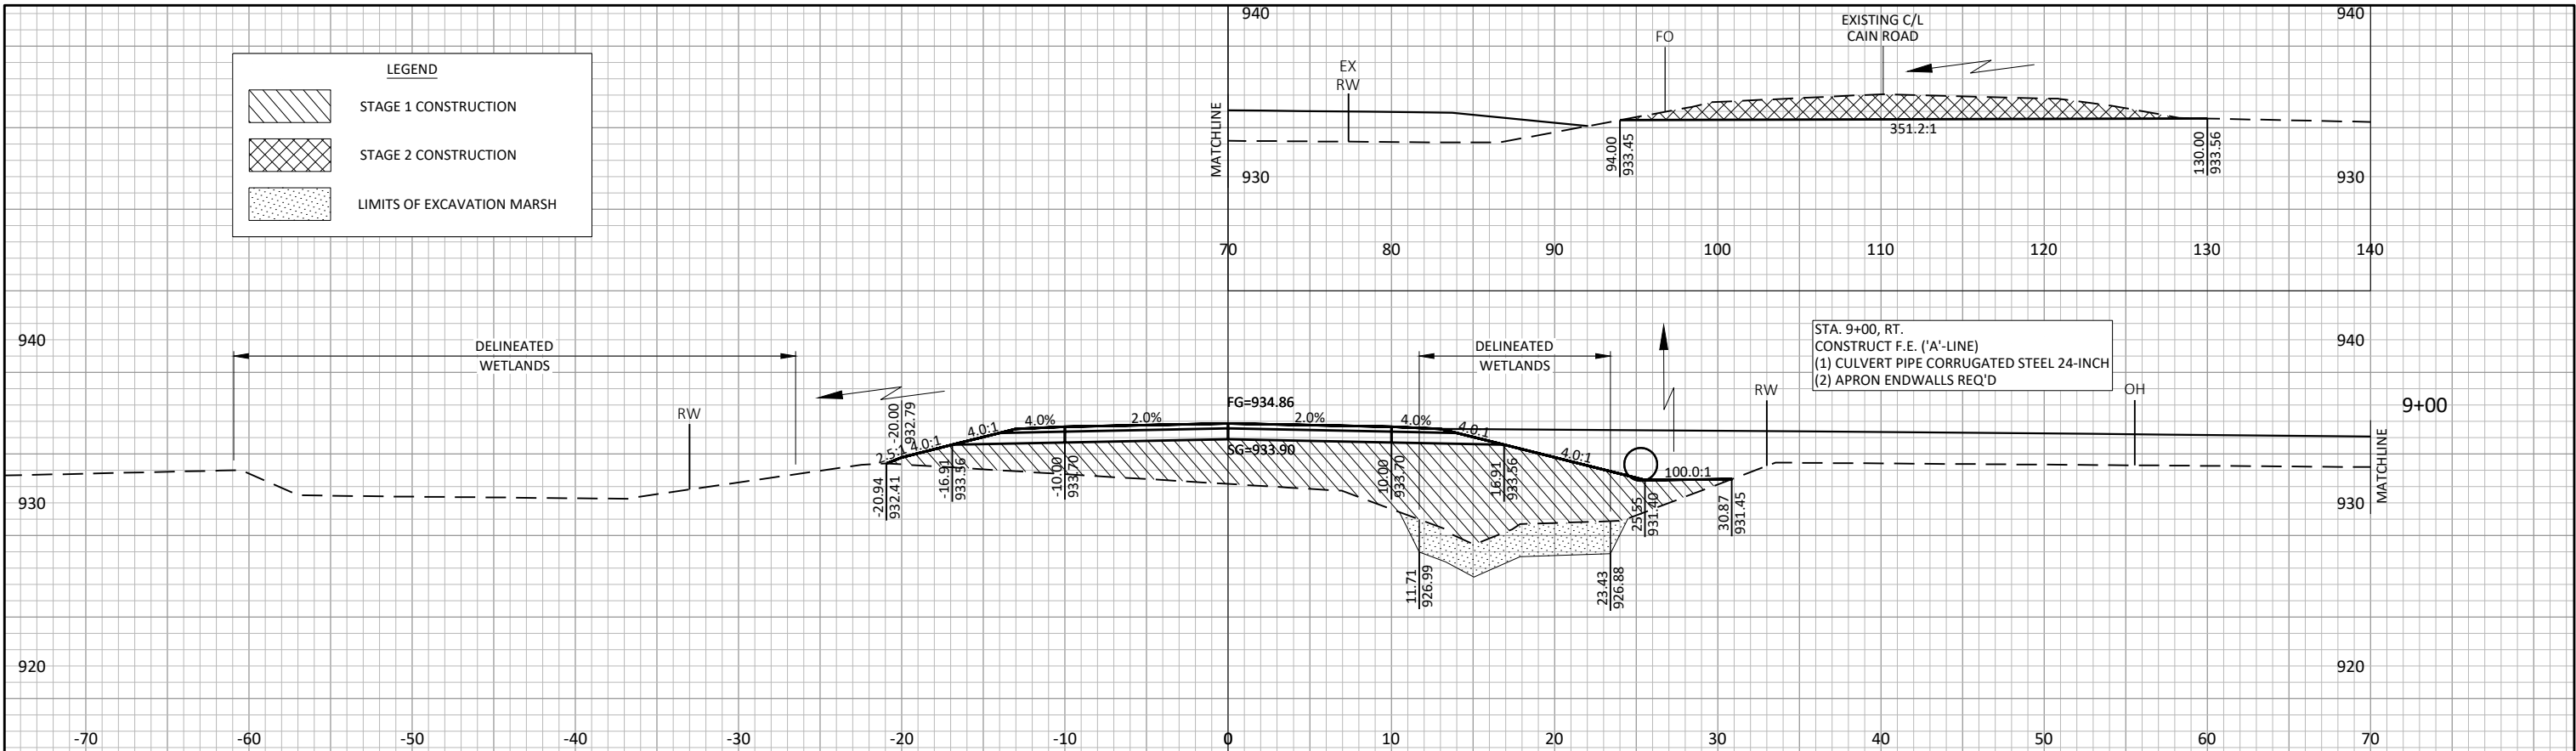 940
940
EXISTING C/L
CAIN ROAD
FO
EX
RW
LEGEND
STAGE 1 CONSTRUCTION
STAGE 2 CONSTRUCTION
LIMITS OF EXCAVATION MARSH
MATCHLINE
930
930
94.00
933.45
351.2:1
130.00
933.56
70
80
90
100
110
120
130
140
940
940
DELINEATED
WETLANDS
DELINEATED
WETLANDS
STA. 9+00, RT.
CONSTRUCT F.E. ('A'-LINE)
(1) CULVERT PIPE CORRUGATED STEEL 24-INCH
(2) APRON ENDWALLS REQ'D
RW
RW
OH
9+00
FG=934.86
-20.00
932.79
2.5:1
4.0:1
4.0:1
4.0%
2.0%
2.0%
4.0%
4.0:1
4.0:1
100.0:1
SG=933.90
-20.94
932.41
-16.91
933.56
-10.00
933.70
10.00
933.70
16.91
933.56
25.55
931.40
30.87
931.45
11.71
926.99
23.43
926.88
MATCHLINE
930
930
920
920
-70
-60
-50
-40
-30
-20
-10
0
10
20
30
40
50
60
70